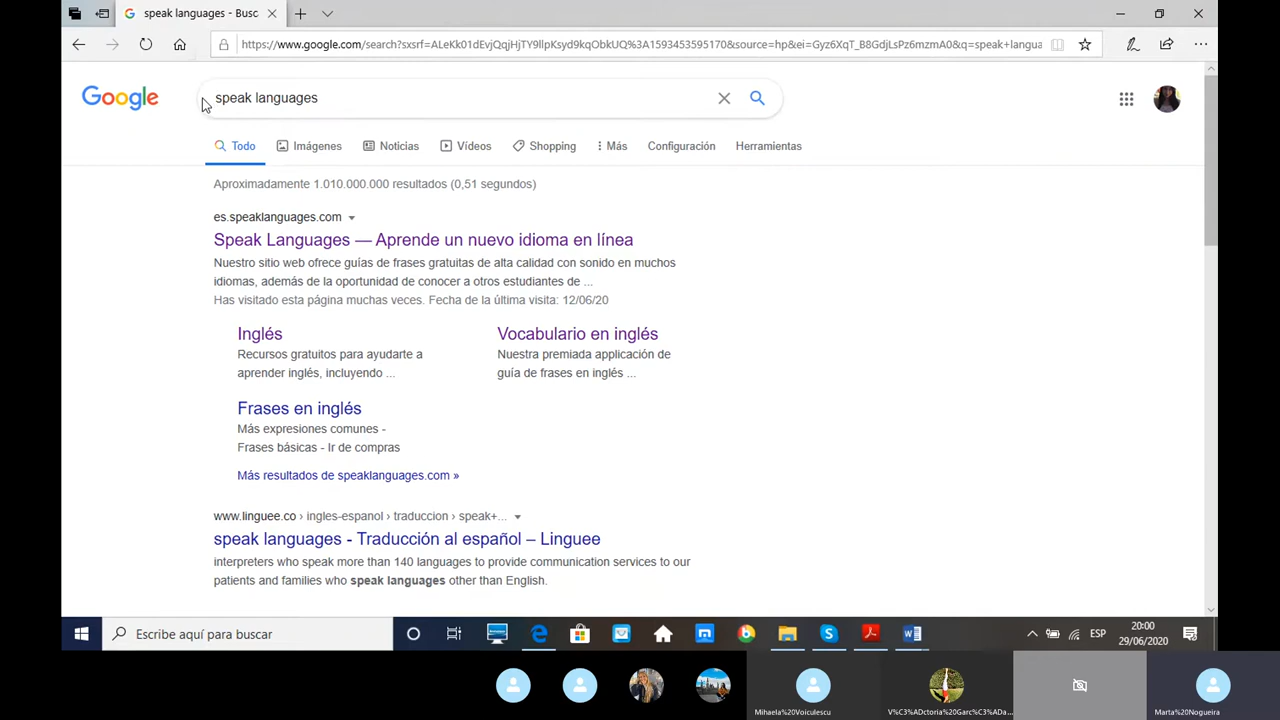 speak languages - Busc
https://www.google.com/search?sxsrf=ALeKk01dEvjQqjHjTY9llpKsyd9kqObkUQ%3A1593453595170&source=hp&ei=Gyz6XqT_B8GdjLsPz6mzmA0&q=speak+langua
Google
speak languages
Todo Imágenes Noticias Vídeos Shopping Más Configuración Herramientas
Aproximadamente 1.010.000.000 resultados (0,51 segundos)
es.speaklanguages.com
Speak Languages — Aprende un nuevo idioma en línea
Nuestro sitio web ofrece guías de frases gratuitas de alta calidad con sonido en muchos
idiomas, además de la oportunidad de conocer a otros estudiantes de ...
Has visitado esta página muchas veces. Fecha de la última visita: 12/06/20
Inglés
Recursos gratuitos para ayudarte a
aprender inglés, incluyendo ...
Vocabulario en inglés
Nuestra premiada aplicación de
guía de frases en inglés ...
Frases en inglés
Más expresiones comunes -
Frases básicas - Ir de compras
Más resultados de speaklanguages.com »
www.linguee.co › ingles-espanol › traduccion › speak+...
speak languages - Traducción al español – Linguee
interpreters who speak more than 140 languages to provide communication services to our
patients and families who speak languages other than English.
Escribe aquí para buscar
ESP
20:00
29/06/2020
Mihaela%20Voiculescu
V%C3%ADctoria%20Garc%C3%ADa...
Marta%20Nogueira